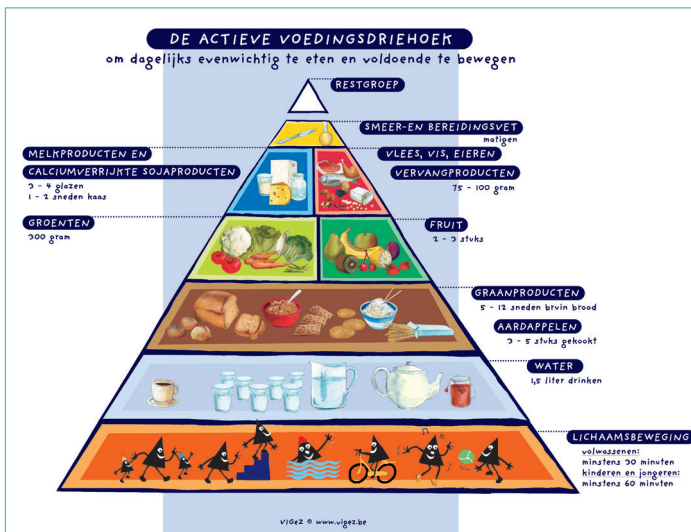 DE ACTIEVE VOEDINGSDRIEHOEK
om dagelijks evenwichtig te eten en voldoende te bewegen
RESTGROEP
SMEER-EN BEREIDINGSVET
matigen
MELKPRODUCTEN EN
CALCIUMVERRIJKTE SOJAPRODUCTEN
3 - 4 glazen
1 - 2 sneden kaas
VLEES, VIS, EIEREN
VERVANGPRODUCTEN
75 - 100 gram
GROENTEN
300 gram
FRUIT
2 - 3 stuks
GRAANPRODUCTEN
5 - 12 sneden bruin brood
AARDAPPELEN
3 - 5 stuks gekookt
WATER
1,5 liter drinken
LICHAAMSBEWEGING
volwassenen:
minstens 30 minuten
kinderen en jongeren:
minstens 60 minuten
VIGeZ © www.vigez.be